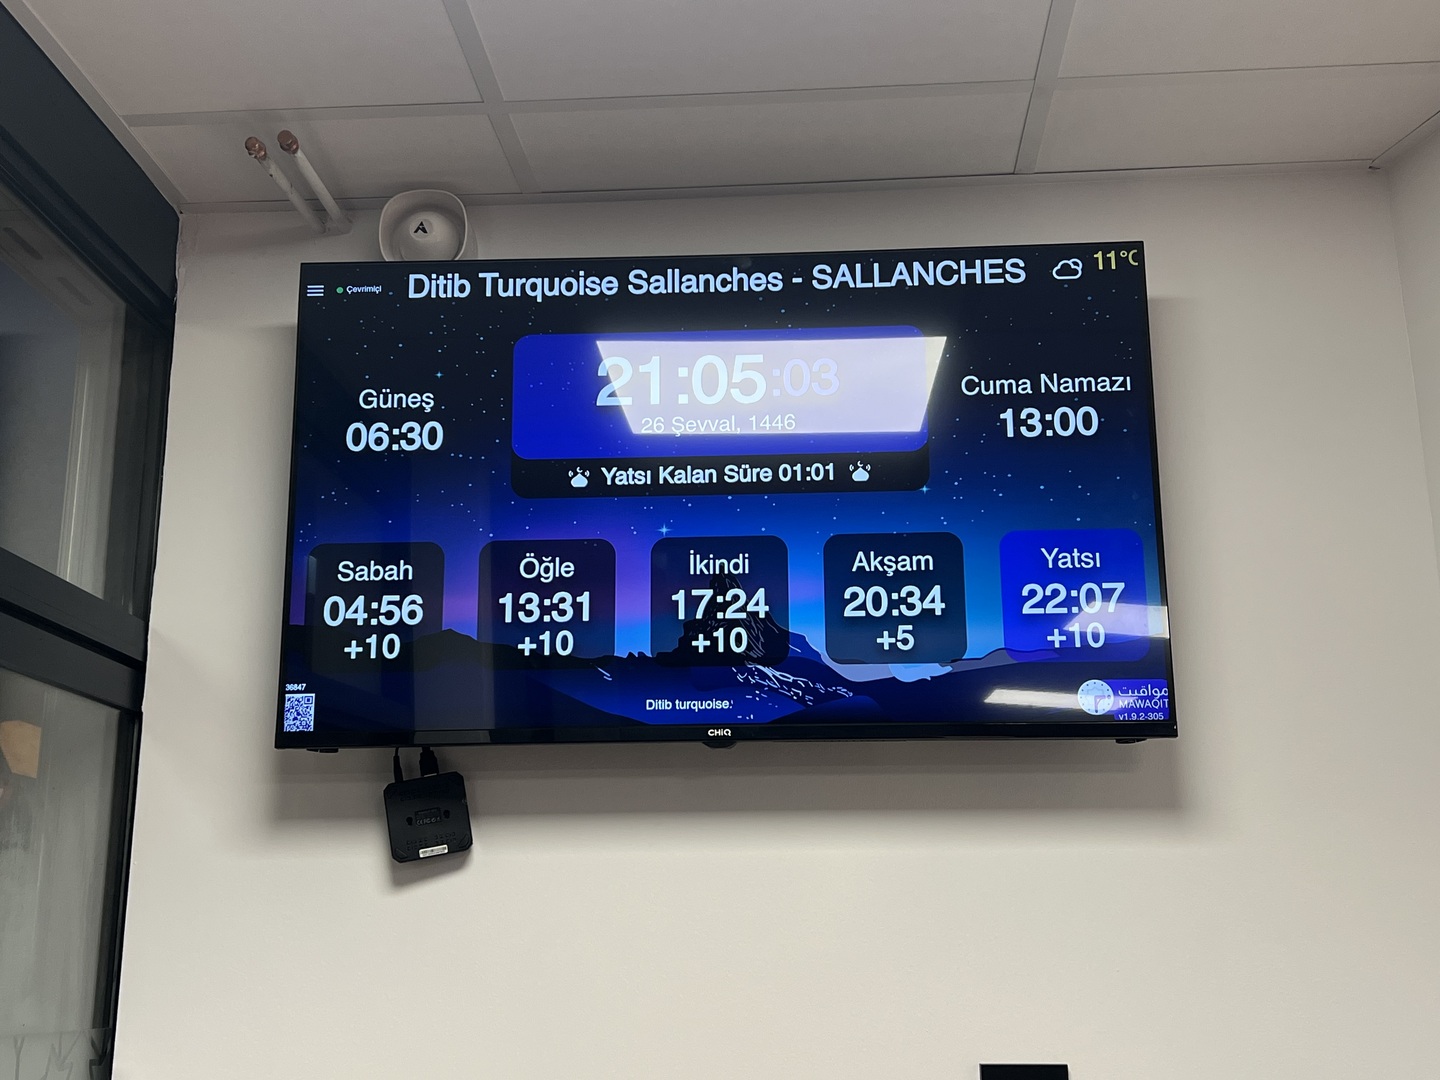 Çevrimiçi
Ditib Turquoise Sallanches - SALLANCHES
11°C
21:05:03
26 Şevval, 1446
Yatsı Kalan Süre 01:01
Güneş
06:30
Cuma Namazı
13:00
Sabah
04:56
+10
Öğle
13:31
+10
İkindi
17:24
+10
Akşam
20:34
+5
Yatsı
22:07
+10
36847
Ditib turquoise.
مواقيت
MAWAQIT
v1.9.2-305
CHiQ